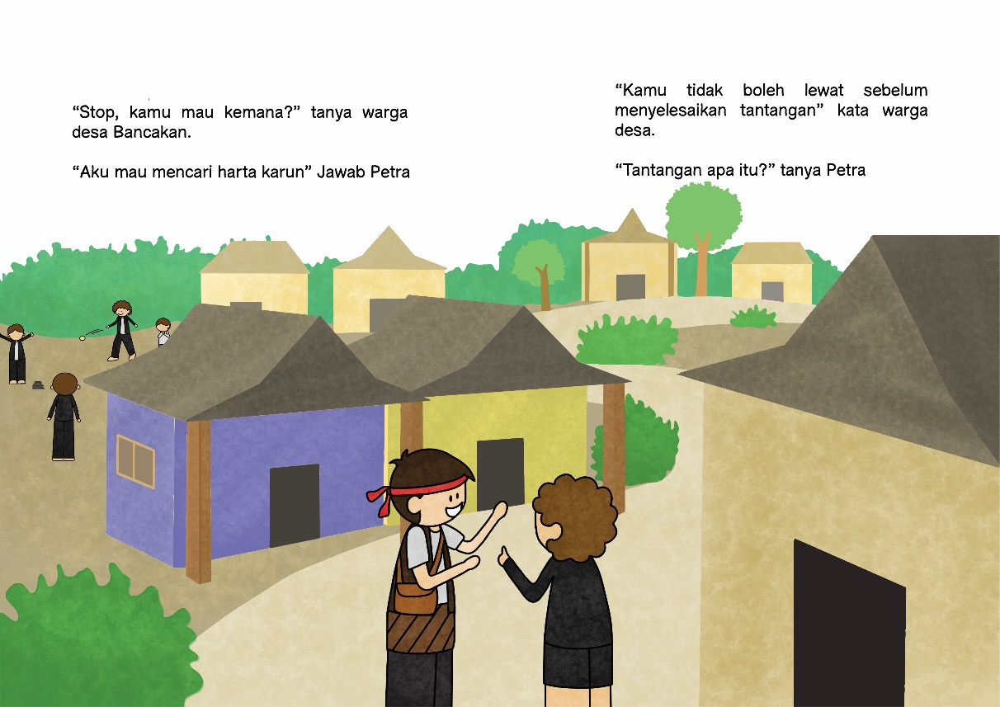 “Stop, kamu mau kemana?” tanya warga
desa Bancakan.
“Aku mau mencari harta karun” Jawab Petra
“Kamu tidak boleh lewat sebelum
menyelesaikan tantangan” kata warga
desa.
“Tantangan apa itu?” tanya Petra